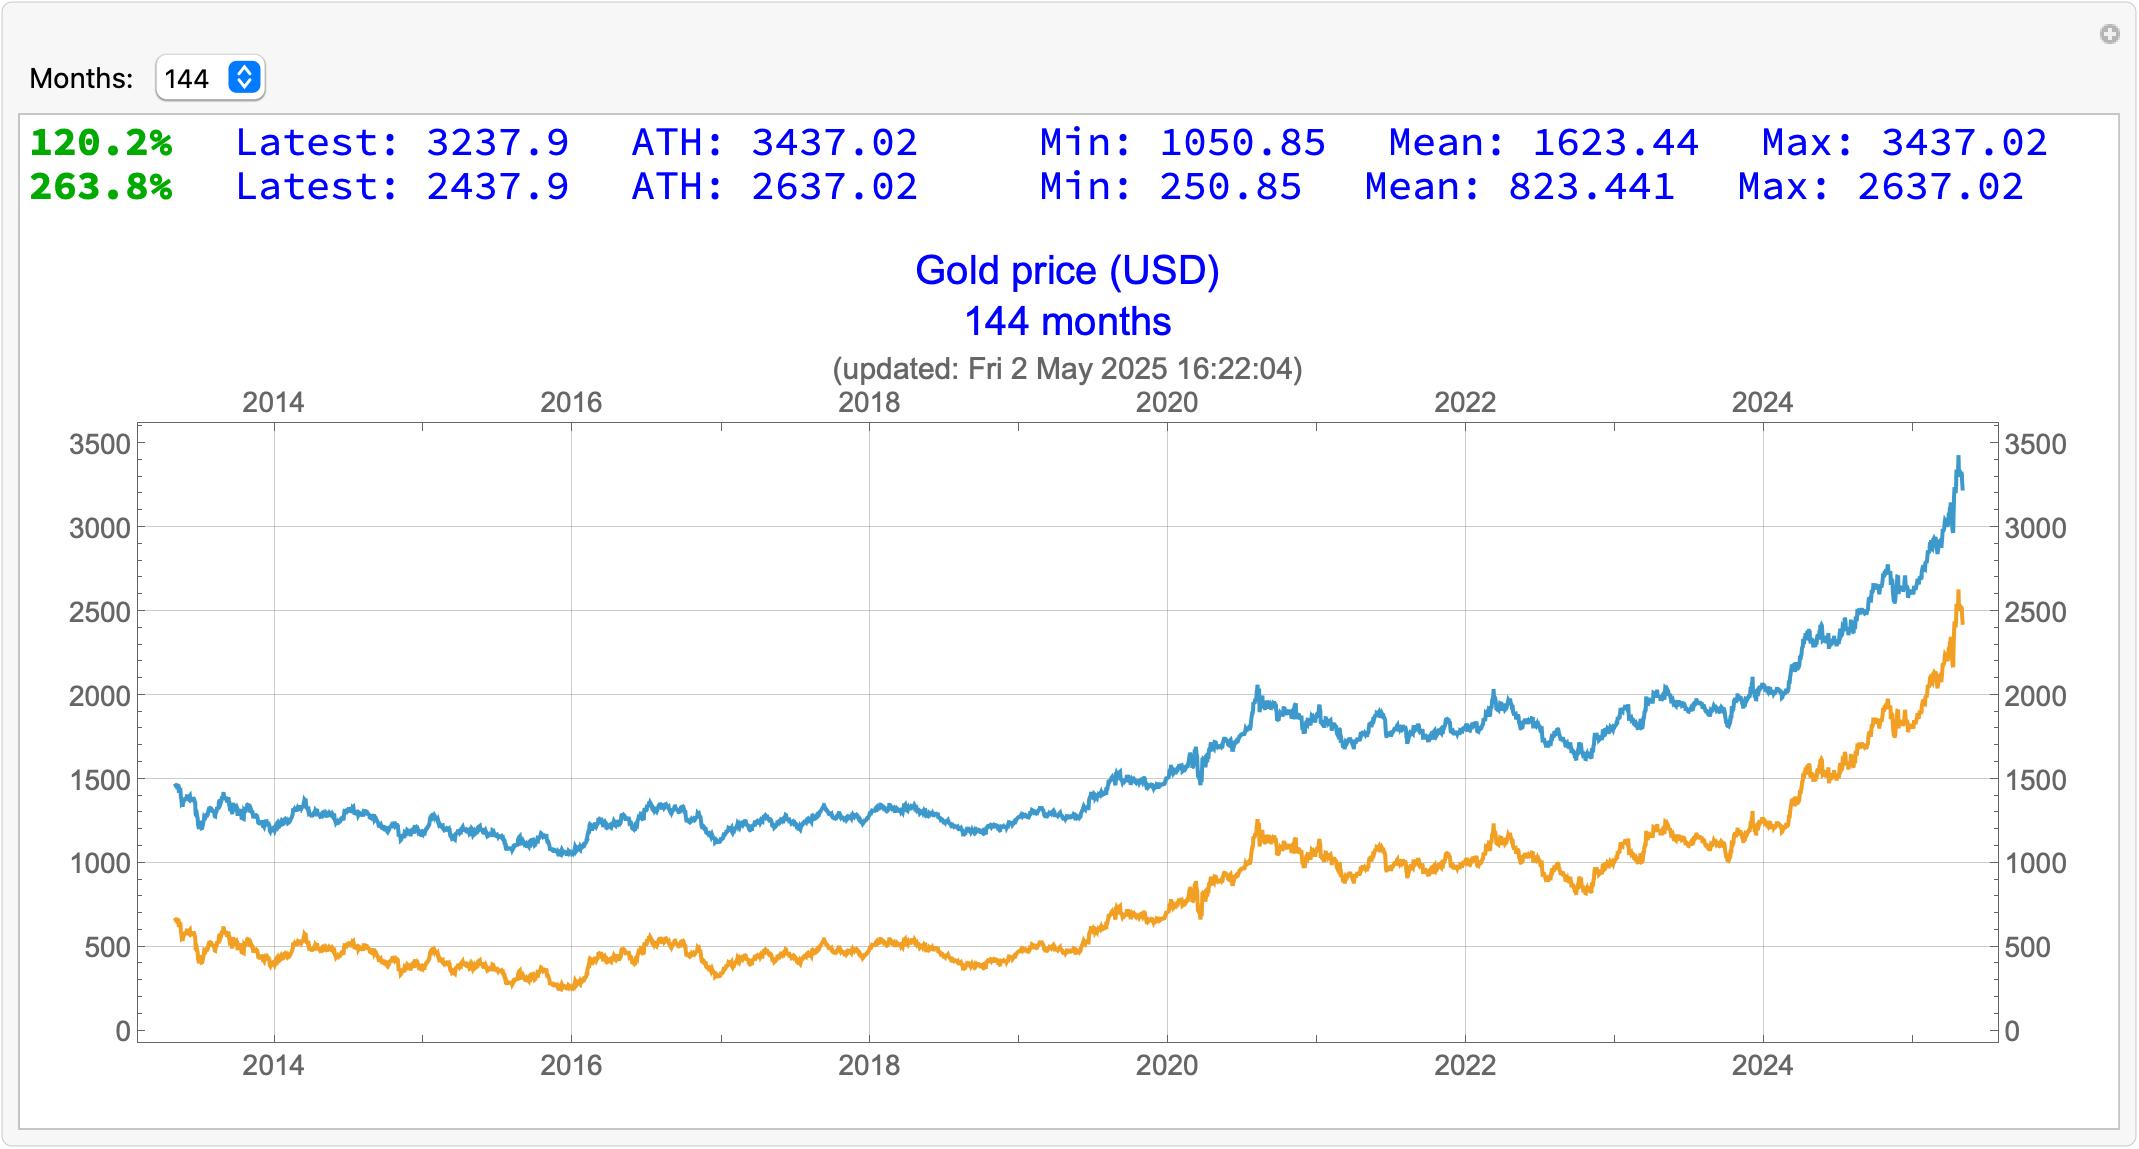 Months: 144
120.2% Latest: 3237.9 ATH: 3437.02 Min: 1050.85 Mean: 1623.44 Max: 3437.02
263.8% Latest: 2437.9 ATH: 2637.02 Min: 250.85 Mean: 823.441 Max: 2637.02
Gold price (USD)
144 months
(updated: Fri 2 May 2025 16:22:04)
2014 2016 2018 2020 2022 2024
3500 3500
3000 3000
2500 2500
2000 2000
1500 1500
1000 1000
500 500
0 0
2014 2016 2018 2020 2022 2024